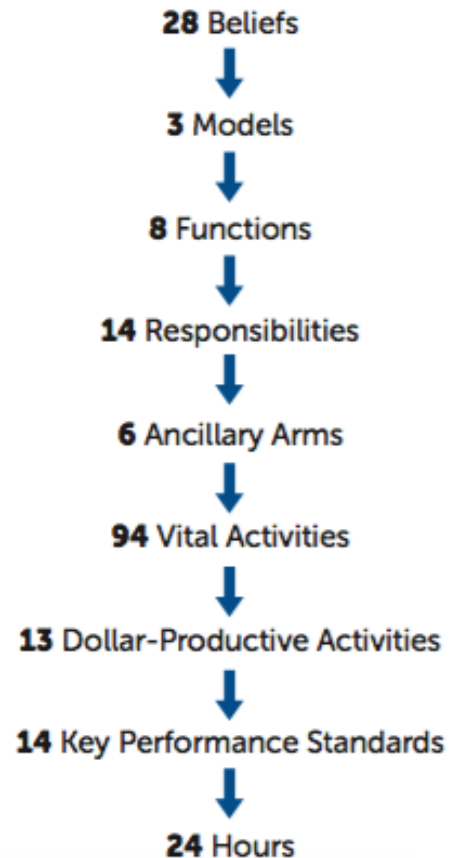 28 Beliefs
3 Models
8 Functions
14 Responsibilities
6 Ancillary Arms
94 Vital Activities
13 Dollar-Productive Activities
14 Key Performance Standards
24 Hours